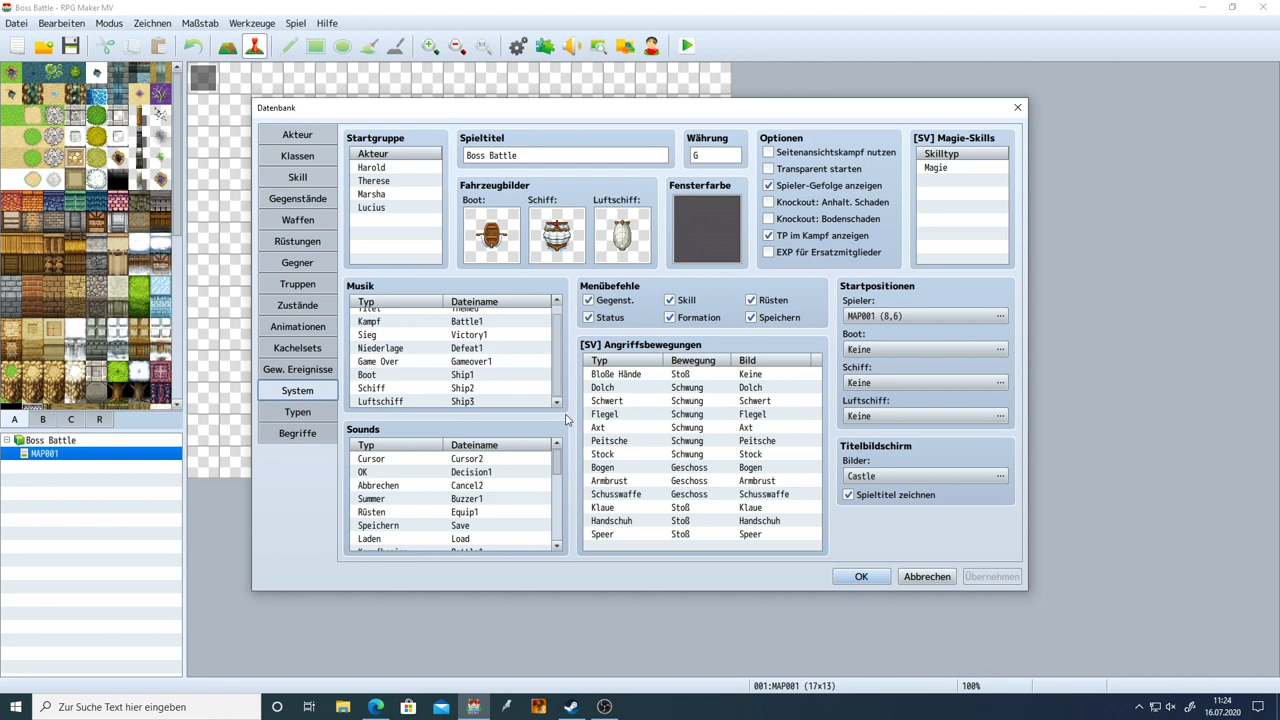 Boss Battle - RPG Maker MV
Datei Bearbeiten Modus Zeichnen Maßstab Werkzeuge Spiel Hilfe
Datenbank
Akteur
Klassen
Skill
Gegenstände
Waffen
Rüstungen
Gegner
Truppen
Zustände
Animationen
Kachelsets
Gew. Ereignisse
System
Typen
Begriffe
Startgruppe
Akteur
Harold
Therese
Marsha
Lucius
Spieltitel
Boss Battle
Währung
G
Fahrzeugbilder
Boot: Schiff: Luftschiff:
Fensterfarbe
Optionen
Seitenansichtskampf nutzen
Transparent starten
Spieler-Gefolge anzeigen
Knockout: Anhalt. Schaden
Knockout: Bodenschaden
TP im Kampf anzeigen
EXP für Ersatzmitglieder
[SV] Magie-Skills
Skilltyp
Magie
Musik
Typ Dateiname
Titel Theme6
Kampf Battle1
Sieg Victory1
Niederlage Defeat1
Game Over Gameover1
Boot Ship1
Schiff Ship2
Luftschiff Ship3
Sounds
Typ Dateiname
Cursor Cursor2
OK Decision1
Abbrechen Cancel2
Summer Buzzer1
Rüsten Equip1
Speichern Save
Laden Load
Menübefehle
Gegenst. Skill Rüsten
Status Formation Speichern
[SV] Angriffsbewegungen
Typ Bewegung Bild
Bloße Hände Stoß Keine
Dolch Schwung Dolch
Schwert Schwung Schwert
Flegel Schwung Flegel
Axt Schwung Axt
Peitsche Schwung Peitsche
Stock Schwung Stock
Bogen Geschoss Bogen
Armbrust Geschoss Armbrust
Schusswaffe Geschoss Schusswaffe
Klaue Stoß Klaue
Handschuh Stoß Handschuh
Speer Stoß Speer
Startpositionen
Spieler:
MAP001 (8,6) ...
Boot:
Keine ...
Schiff:
Keine ...
Luftschiff:
Keine ...
Titelbildschirm
Bilder:
Castle ...
Spieltitel zeichnen
OK Abbrechen Übernehmen
A B C R
Boss Battle
MAP001
001:MAP001 (17×13) 100%
Zur Suche Text hier eingeben
11:24
16.07.2020